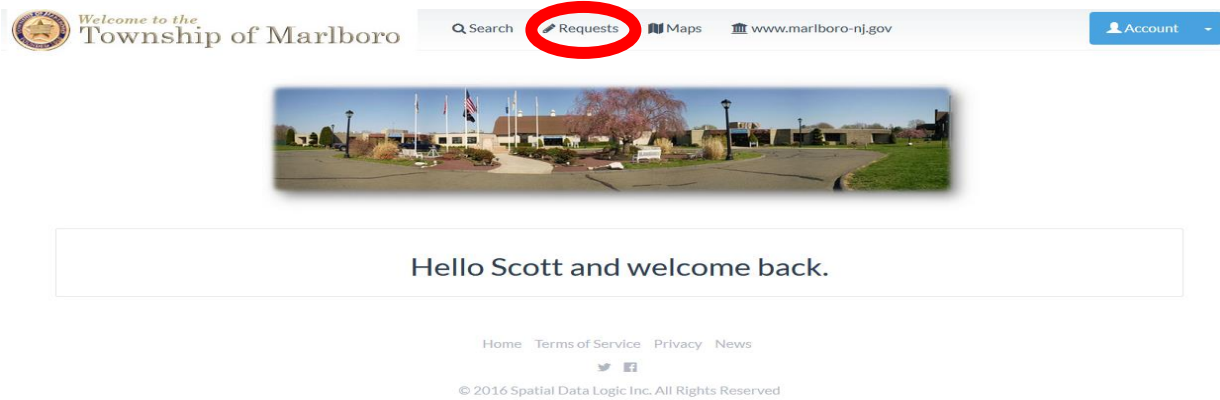 Welcome to the
Township of Marlboro
Search Requests Maps www.marlboro-nj.gov Account
Hello Scott and welcome back.
Home Terms of Service Privacy News
© 2016 Spatial Data Logic Inc. All Rights Reserved